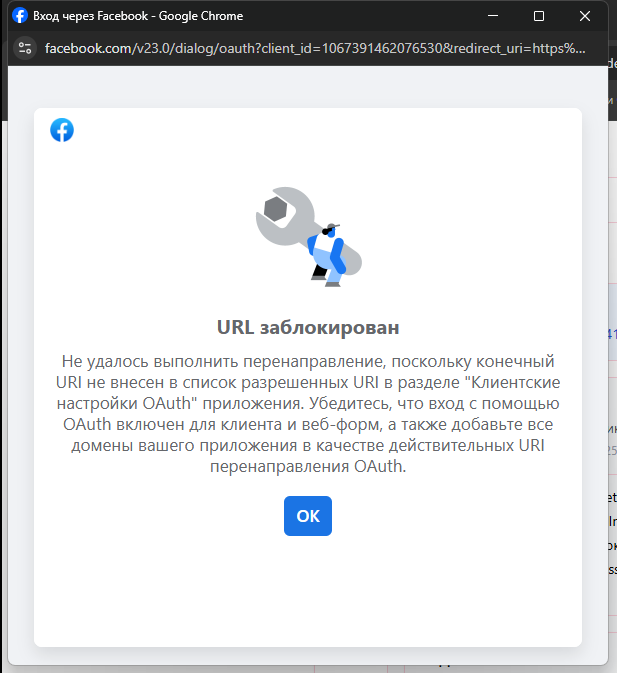 Вход через Facebook - Google Chrome
facebook.com/v23.0/dialog/oauth?client_id=1067391462076530&redirect_uri=https%...
URL заблокирован
Не удалось выполнить перенаправление, поскольку конечный
URI не внесен в список разрешенных URI в разделе "Клиентские
настройки OAuth" приложения. Убедитесь, что вход с помощью
OAuth включен для клиента и веб-форм, а также добавьте все
домены вашего приложения в качестве действительных URI
перенаправления OAuth.
OK